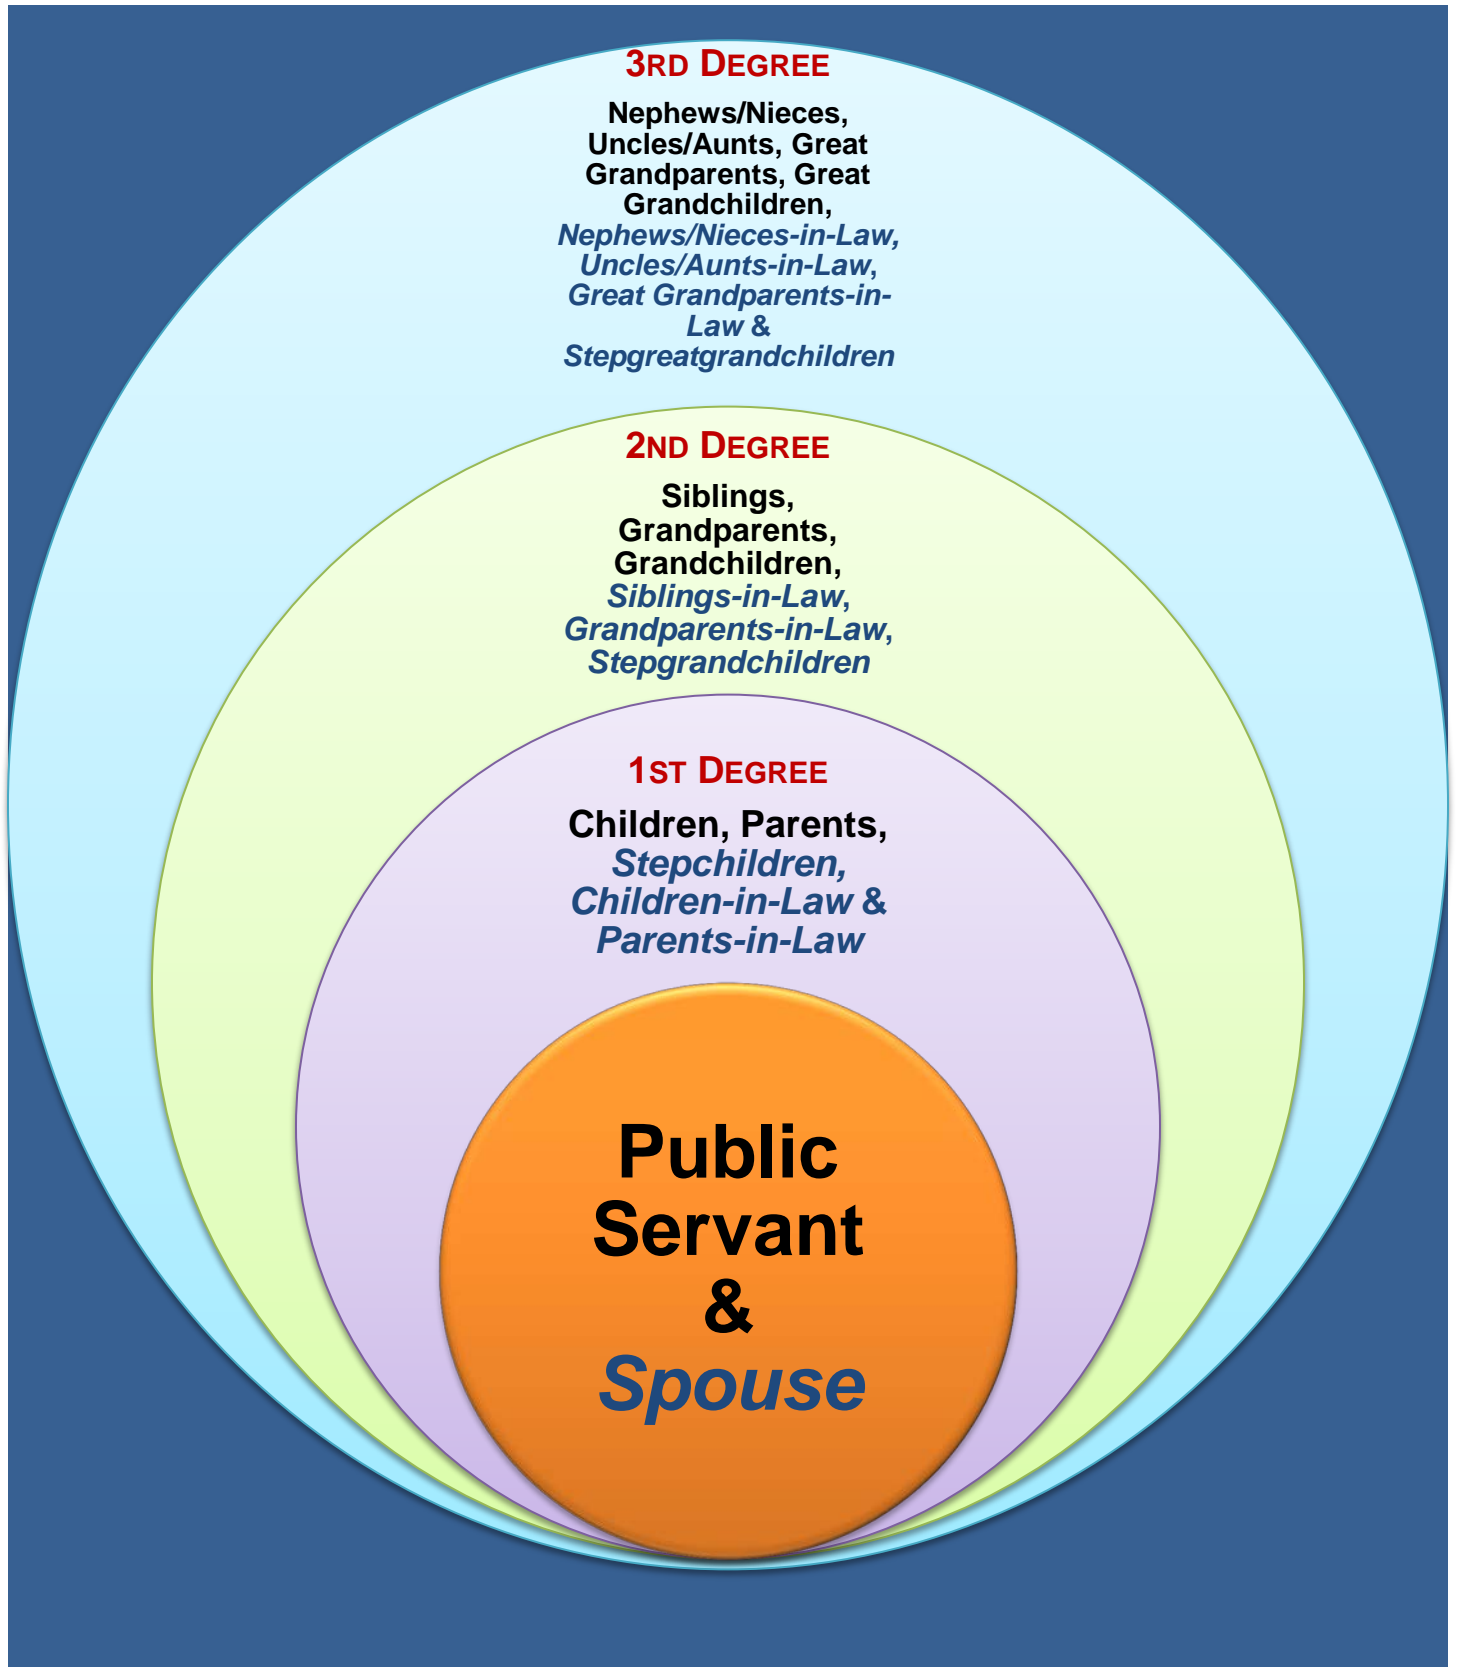 3RD DEGREE
Nephews/Nieces,
Uncles/Aunts, Great
Grandparents, Great
Grandchildren,
Nephews/Nieces-in-Law,
Uncles/Aunts-in-Law,
Great Grandparents-in-
Law &
Stepgreatgrandchildren
2ND DEGREE
Siblings,
Grandparents,
Grandchildren,
Siblings-in-Law,
Grandparents-in-Law,
Stepgrandchildren
1ST DEGREE
Children, Parents,
Stepchildren,
Children-in-Law &
Parents-in-Law
Public
Servant
&
Spouse